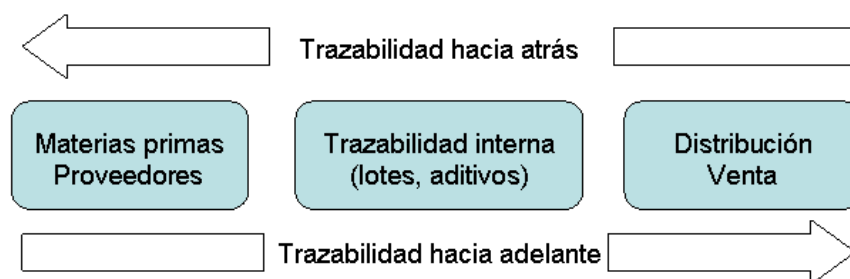 Trazabilidad hacia atrás
Materias primas
Proveedores
Trazabilidad interna
(lotes, aditivos)
Distribución
Venta
Trazabilidad hacia adelante